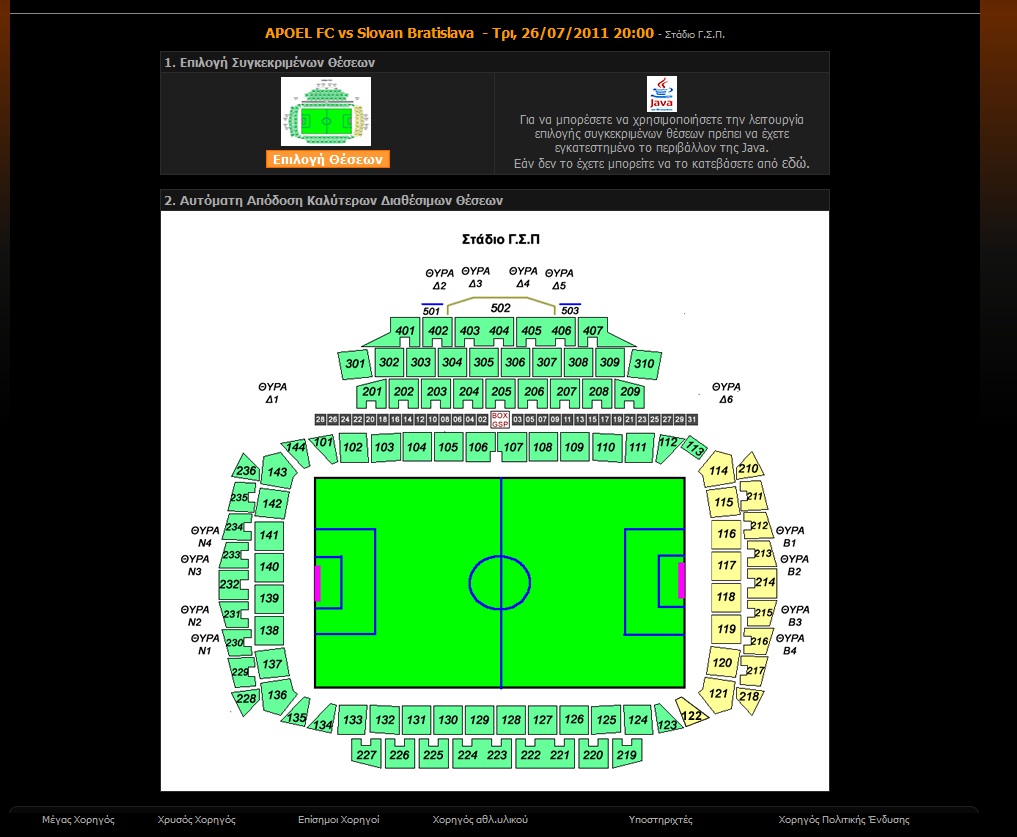 APOEL FC vs Slovan Bratislava - Τρι, 26/07/2011 20:00 - Στάδιο Γ.Σ.Π.
1. Επιλογή Συγκεκριμένων Θέσεων
Επιλογή Θέσεων
Java
Για να μπορέσετε να χρησιμοποιήσετε την λειτουργία
επιλογής συγκεκριμένων θέσεων πρέπει να έχετε
εγκατεστημένο το περιβάλλον της Java.
Εάν δεν το έχετε μπορείτε να το κατεβάσετε από εδώ.
2. Αυτόματη Απόδοση Καλύτερων Διαθέσιμων Θέσεων
Στάδιο Γ.Σ.Π
ΘΥΡΑ Δ2 ΘΥΡΑ Δ3 ΘΥΡΑ Δ4 ΘΥΡΑ Δ5
501 502 503
401 402 403 404 405 406 407
301 302 303 304 305 306 307 308 309 310
ΘΥΡΑ Δ1 201 202 203 204 205 206 207 208 209 ΘΥΡΑ Δ6
28 26 24 22 20 18 16 14 12 10 08 06 04 02 BOX GSP 03 05 07 09 11 13 15 17 19 21 23 25 27 29 31
144 101 102 103 104 105 106 107 108 109 110 111 112 113
236 143 114 210
235 142 115 211
ΘΥΡΑ Ν4 234 141 116 212 ΘΥΡΑ Β1
ΘΥΡΑ Ν3 233 140 117 213 ΘΥΡΑ Β2
232 139 118 214
ΘΥΡΑ Ν2 231 138 119 215 ΘΥΡΑ Β3
ΘΥΡΑ Ν1 230 137 120 216 ΘΥΡΑ Β4
229 136 121 217
228 218
135 134 133 132 131 130 129 128 127 126 125 124 123 122
227 226 225 224 223 222 221 220 219
Μέγας Χορηγός Χρυσός Χορηγός Επίσημοι Χορηγοί Χορηγός αθλ.υλικού Υποστηριχτές Χορηγός Πολιτικής Ένδυσης